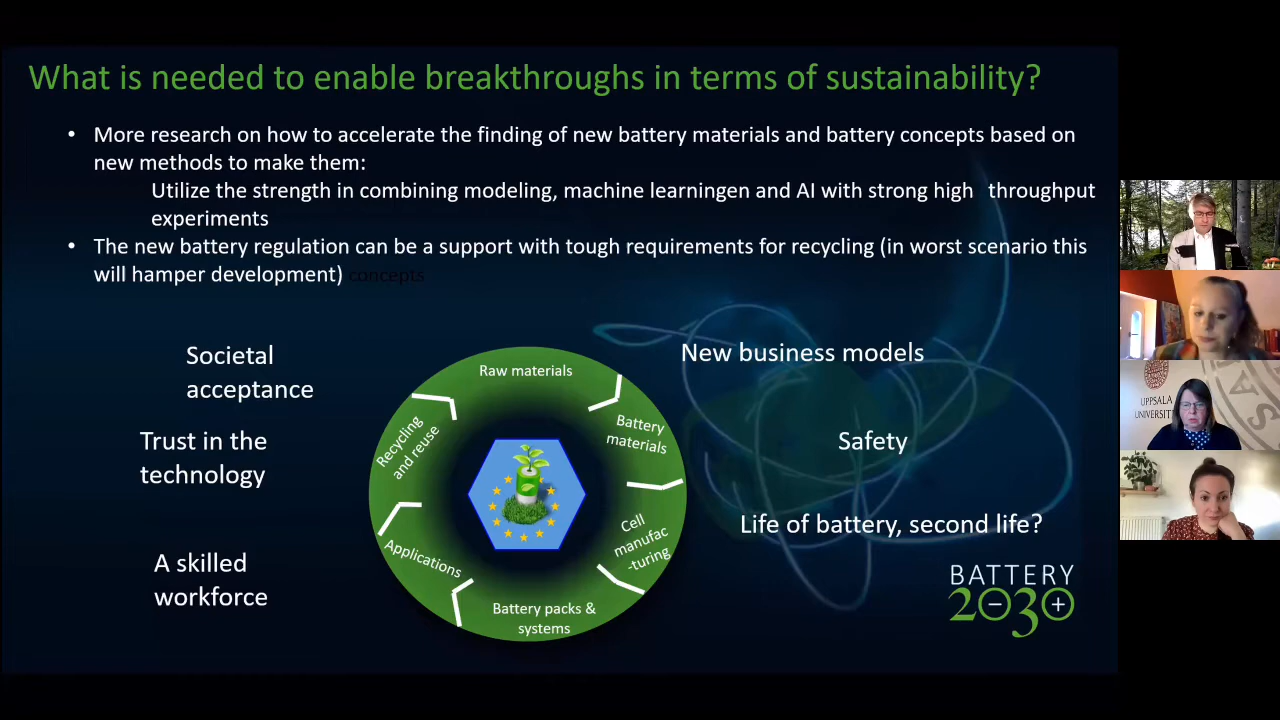 What is needed to enable breakthroughs in terms of sustainability?
• More research on how to accelerate the finding of new battery materials and battery concepts based on
new methods to make them:
Utilize the strength in combining modeling, machine learningen and AI with strong high throughput
experiments
• The new battery regulation can be a support with tough requirements for recycling (in worst scenario this
will hamper development) concepts
Societal
acceptance
Trust in the
technology
A skilled
workforce
Raw materials
Battery
materials
Cell
manufac
-turing
Battery packs &
systems
Applications
Recycling
and reuse
New business models
Safety
Life of battery, second life?
BATTERY
2030
UPPSALA